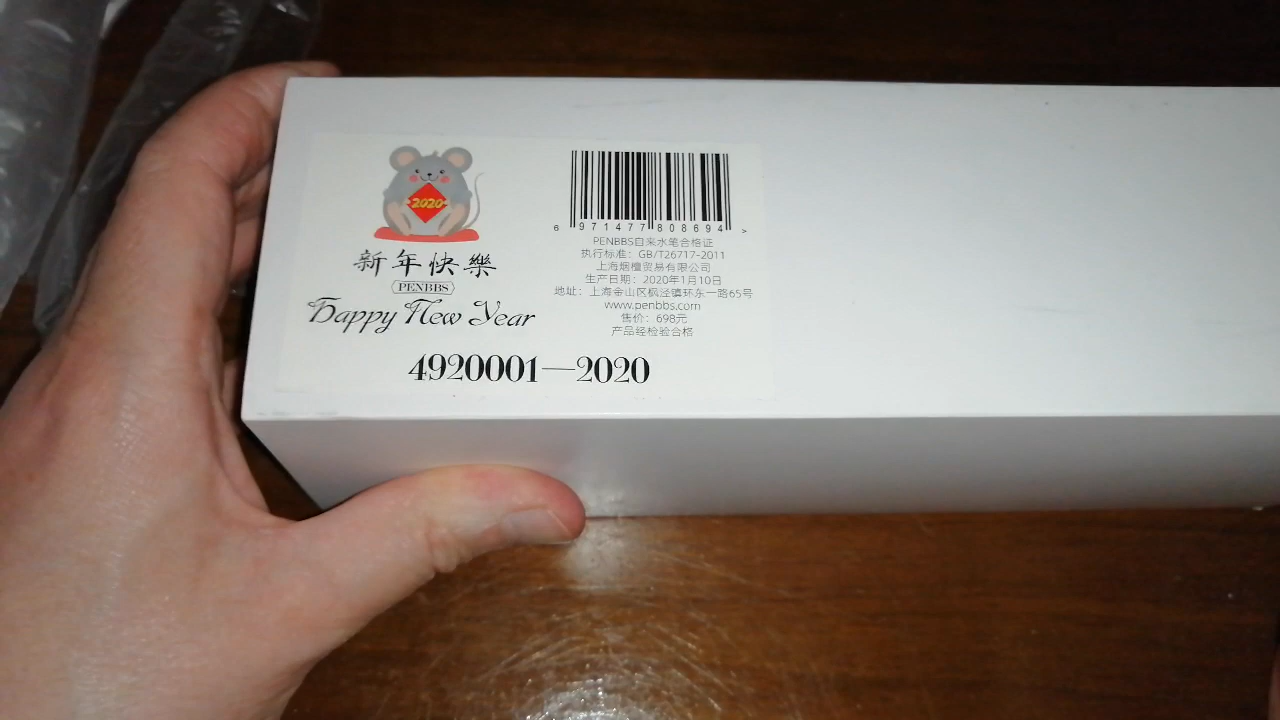 2020
新年快樂
PENBBS
Happy New Year
6 971477 808694 >
PENBBS自来水笔合格证
执行标准：GB/T26717-2011
上海烟檀贸易有限公司
生产日期：2020年1月10日
地址：上海金山区枫泾镇环东一路65号
www.penbbs.com
售价：698元
产品经检验合格
4920001—2020